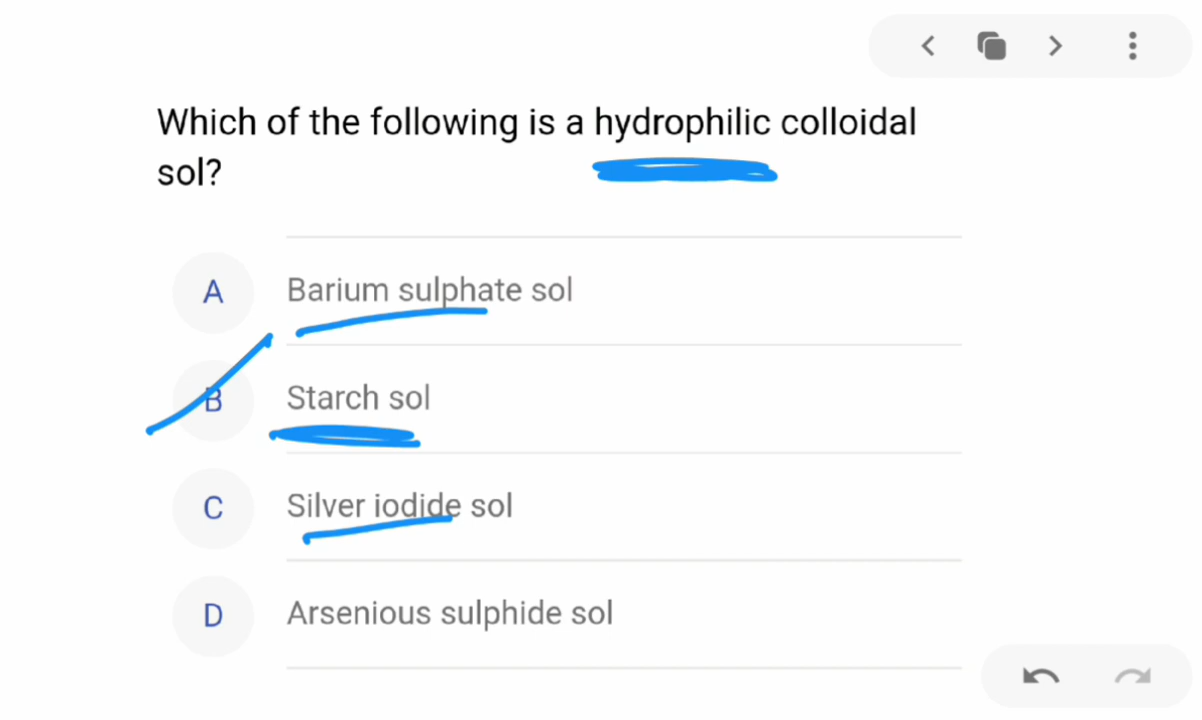 Which of the following is a hydrophilic colloidal
sol?
A Barium sulphate sol
B Starch sol
C Silver iodide sol
D Arsenious sulphide sol